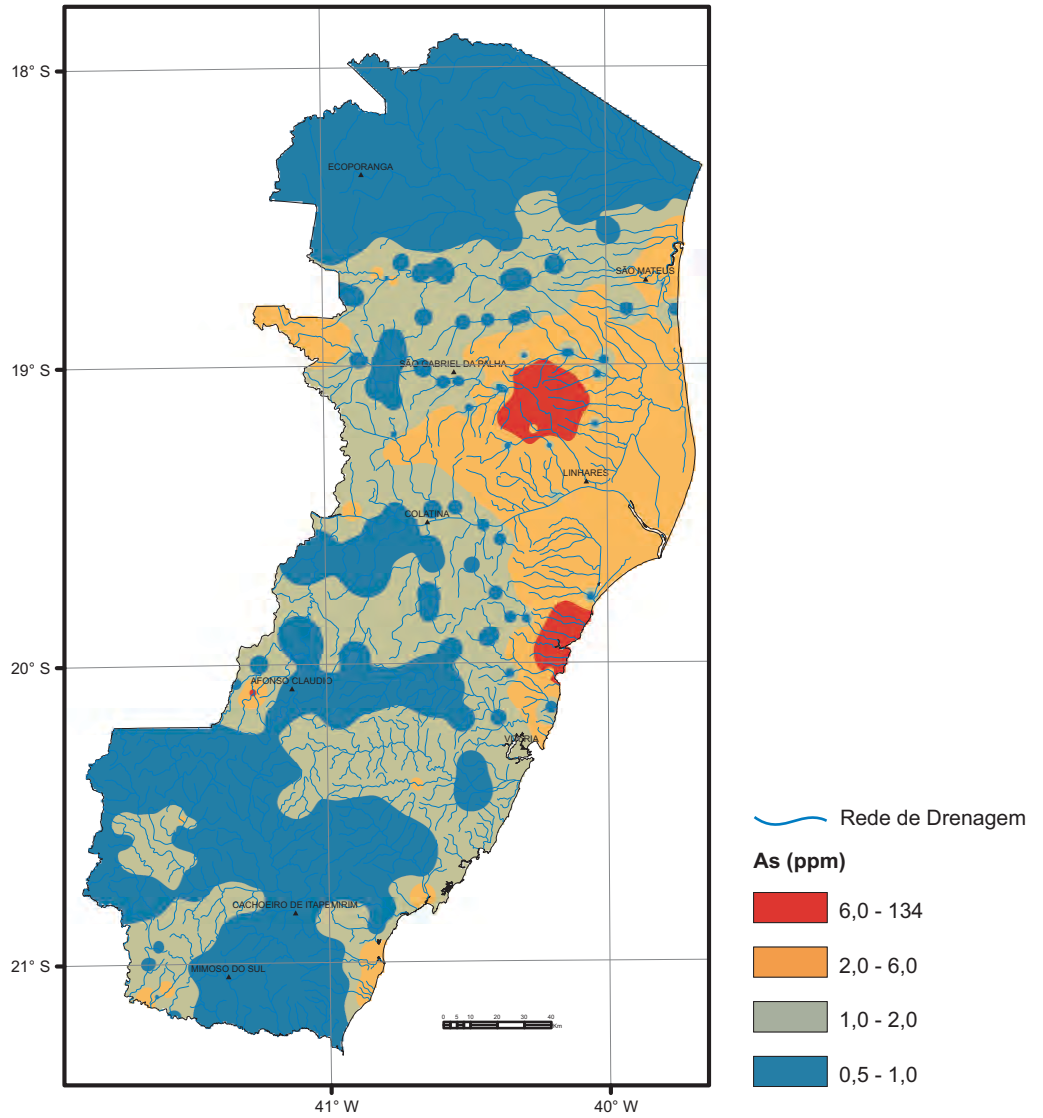 18° S
ECOPORANGA
SÃO MATEUS
19° S
SÃO GABRIEL DA PALHA
LINHARES
COLATINA
20° S
AFONSO CLAUDIO
VITÓRIA
Rede de Drenagem
As (ppm)
6,0 - 134
CACHOEIRO DE ITAPEMIRIM
2,0 - 6,0
21° S
MIMOSO DO SUL
1,0 - 2,0
0 5 10 20 30 40
Km
0,5 - 1,0
41° W
40° W